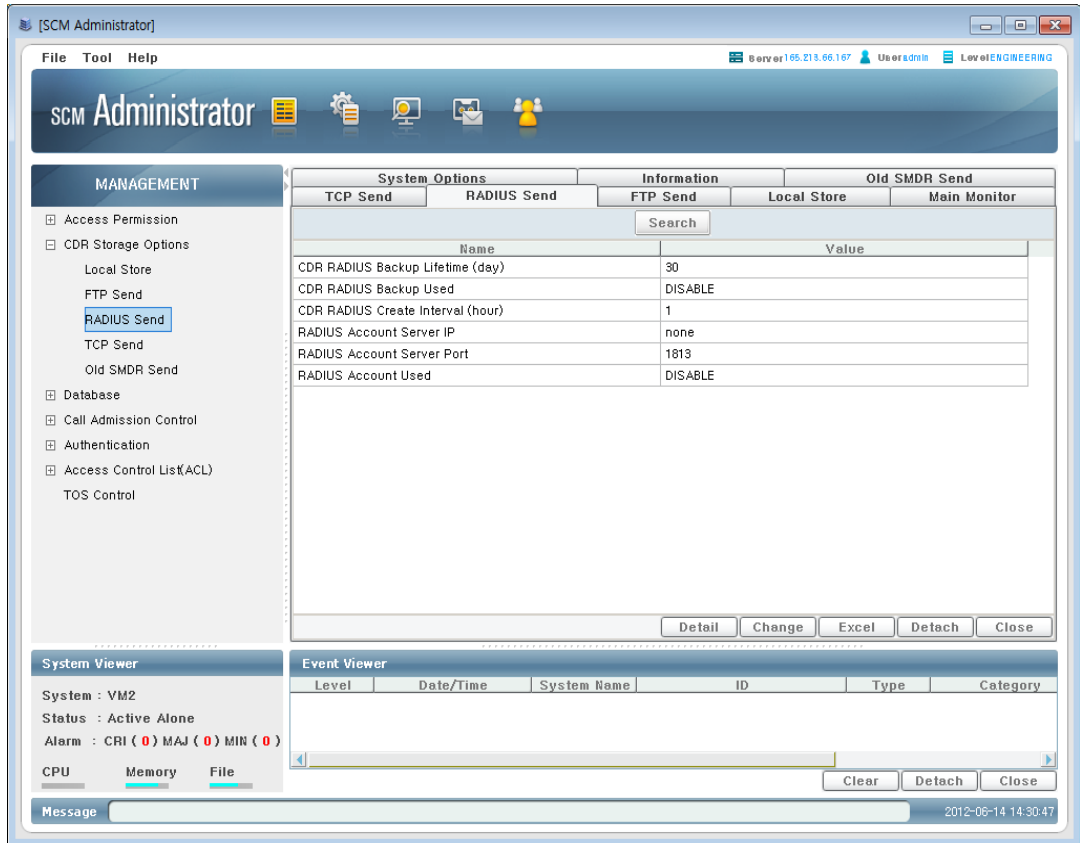 [SCM Administrator]
File Tool Help
Server165.213.66.167 Useradmin LevelENGINEERING
SCM Administrator
MANAGEMENT
Access Permission
CDR Storage Options
Local Store
FTP Send
RADIUS Send
TCP Send
Old SMDR Send
Database
Call Admission Control
Authentication
Access Control List(ACL)
TOS Control
System Options Information Old SMDR Send
TCP Send RADIUS Send FTP Send Local Store Main Monitor
Search
Name Value
CDR RADIUS Backup Lifetime (day) 30
CDR RADIUS Backup Used DISABLE
CDR RADIUS Create Interval (hour) 1
RADIUS Account Server IP none
RADIUS Account Server Port 1813
RADIUS Account Used DISABLE
Detail Change Excel Detach Close
System Viewer
System : VM2
Status : Active Alone
Alarm : CRI ( 0 ) MAJ ( 0 ) MIN ( 0 )
CPU Memory File
Event Viewer
Level Date/Time System Name ID Type Category
Clear Detach Close
Message 2012-06-14 14:30:47